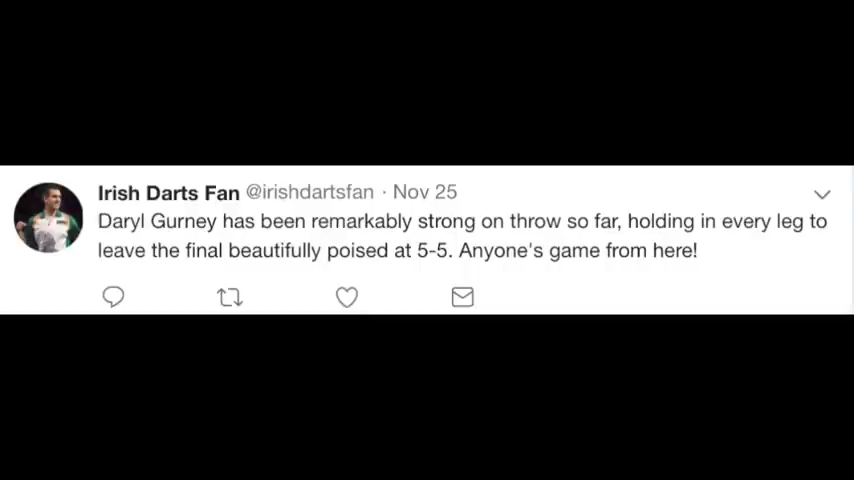 Irish Darts Fan @irishdartsfan · Nov 25
Daryl Gurney has been remarkably strong on throw so far, holding in every leg to
leave the final beautifully poised at 5-5. Anyone's game from here!